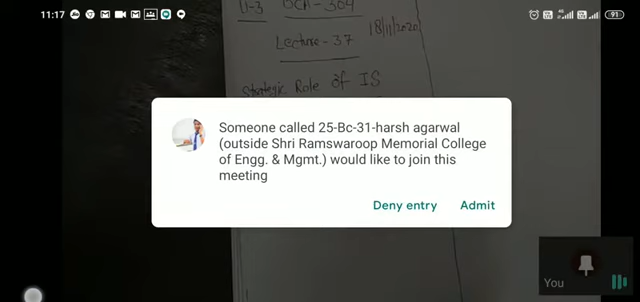 11:17
91
U-3 BCA-304
18/11/2020
Lecture - 37
Strategic Role of IS
Someone called 25-Bc-31-harsh agarwal
(outside Shri Ramswaroop Memorial College
of Engg. & Mgmt.) would like to join this
meeting
Deny entry Admit
You